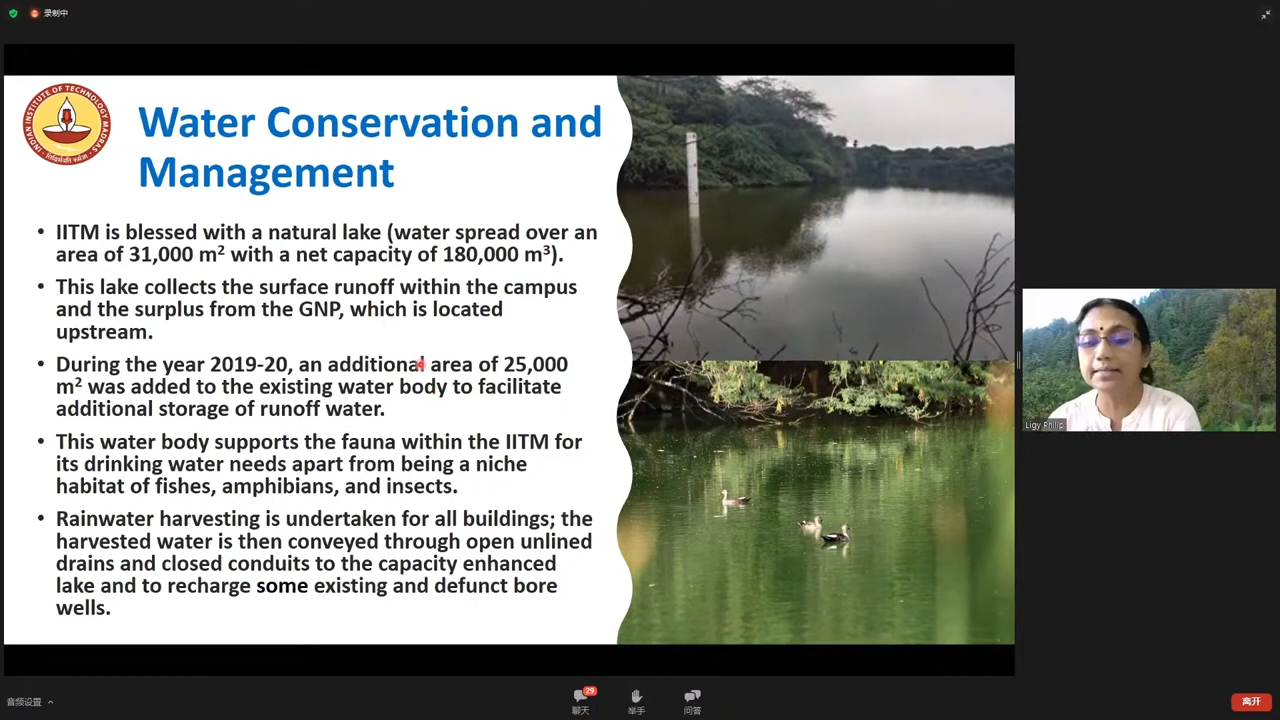 录制中
INDIAN INSTITUTE OF TECHNOLOGY MADRAS
Water Conservation and
Management
• IITM is blessed with a natural lake (water spread over an
area of 31,000 m² with a net capacity of 180,000 m³).
• This lake collects the surface runoff within the campus
and the surplus from the GNP, which is located
upstream.
• During the year 2019-20, an additional area of 25,000
m² was added to the existing water body to facilitate
additional storage of runoff water.
• This water body supports the fauna within the IITM for
its drinking water needs apart from being a niche
habitat of fishes, amphibians, and insects.
• Rainwater harvesting is undertaken for all buildings; the
harvested water is then conveyed through open unlined
drains and closed conduits to the capacity enhanced
lake and to recharge some existing and defunct bore
wells.
Ligy Philip
音频设置
29
聊天
举手
问答
离开